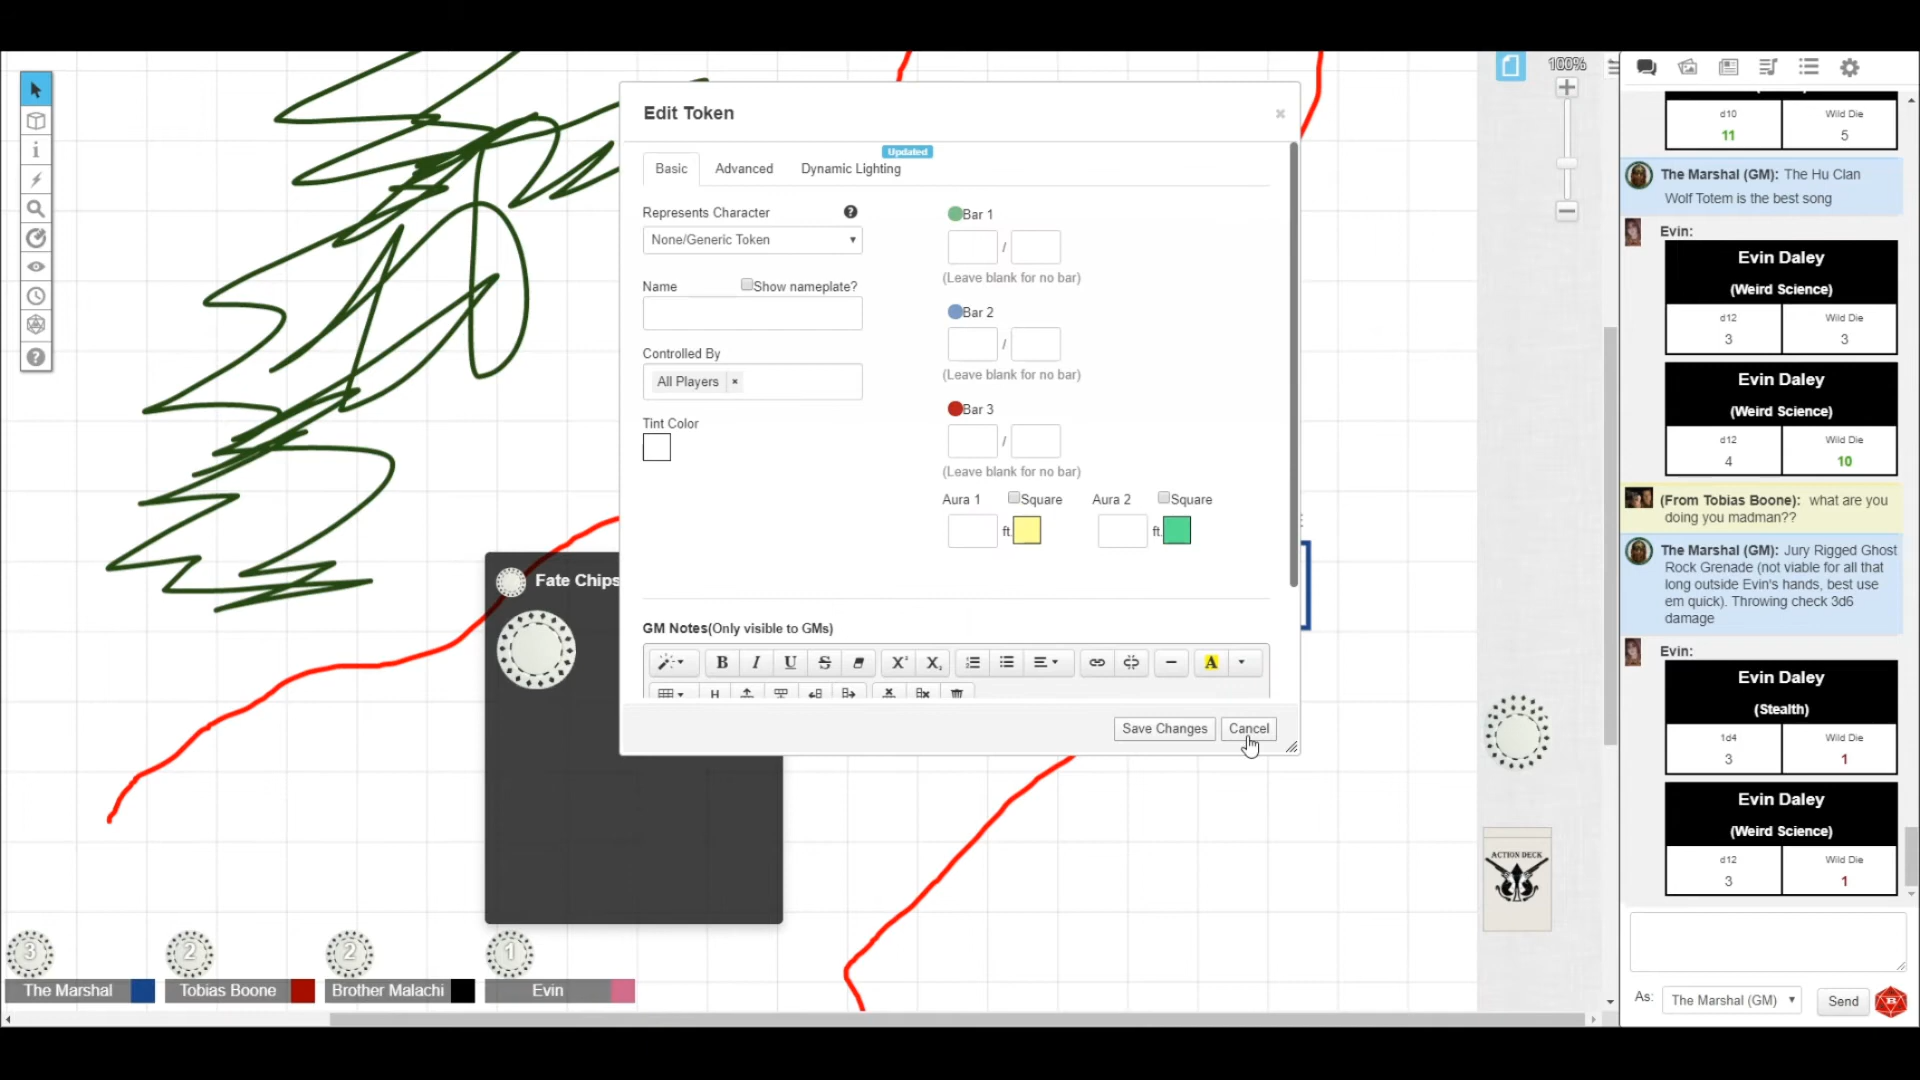 100%
Edit Token
×
Updated
Basic
Advanced
Dynamic Lighting
Represents Character
None/Generic Token
Name
Show nameplate?
Controlled By
All Players ×
Tint Color
Bar 1
/
(Leave blank for no bar)
Bar 2
/
(Leave blank for no bar)
Bar 3
/
(Leave blank for no bar)
Aura 1
Square
Aura 2
Square
ft.
ft.
GM Notes(Only visible to GMs)
B I U S
Save Changes
Cancel
Fate Chips
ACTION DECK
3
2
2
1
The Marshal
Tobias Boone
Brother Malachi
Evin
d10
Wild Die
11
5
The Marshal (GM): The Hu Clan
Wolf Totem is the best song
Evin:
Evin Daley
(Weird Science)
d12
Wild Die
3
3
Evin Daley
(Weird Science)
d12
Wild Die
4
10
(From Tobias Boone): what are you
doing you madman??
The Marshal (GM): Jury Rigged Ghost
Rock Grenade (not viable for all that
long outside Evin's hands, best use
em quick). Throwing check 3d6
damage
Evin:
Evin Daley
(Stealth)
1d4
Wild Die
3
1
Evin Daley
(Weird Science)
d12
Wild Die
3
1
As:
The Marshal (GM)
Send